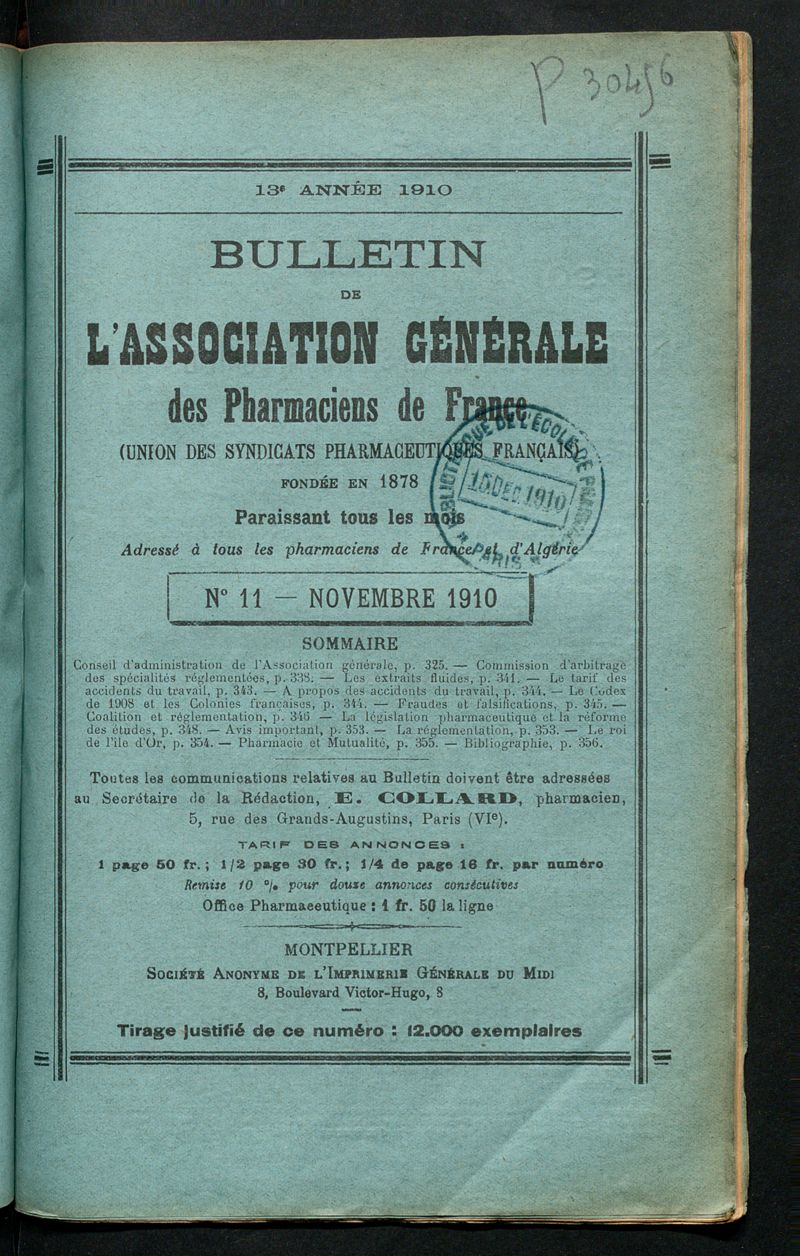 P 30456
13e ANNÉE 1910
BULLETIN
DE
L'ASSOCIATION GÉNÉRALE
des Pharmaciens de France
(UNION DES SYNDICATS PHARMACEUTIQUES FRANÇAIS)
FONDÉE EN 1878
Paraissant tous les mois
Adressé à tous les pharmaciens de France et d'Algérie
BIBLIOTHÈQUE DE L'ÉCOLE DE PHARMACIE
15 DEC 1910
PARIS
N° 11 — NOVEMBRE 1910
SOMMAIRE
Conseil d'administration de l'Association générale, p. 325. — Commission d'arbitrage
des spécialités réglementées, p. 338. — Les extraits fluides, p. 341. — Le tarif des
accidents du travail, p. 343. — A propos des accidents du travail, p. 344. — Le Codex
de 1908 et les Colonies françaises, p. 344. — Fraudes et falsifications, p. 345. —
Coalition et réglementation, p. 346 — La législation pharmaceutique et la réforme
des études, p. 348. — Avis important, p. 353. — La réglementation, p. 353. — Le roi
de l'île d'Or, p. 354. — Pharmacie et Mutualité, p. 355. — Bibliographie, p. 356.
Toutes les communications relatives au Bulletin doivent être adressées
au Secrétaire de la Rédaction, E. COLLARD, pharmacien,
5, rue des Grands-Augustins, Paris (VIe).
TARIF DES ANNONCES :
1 page 50 fr.; 1/2 page 30 fr.; 1/4 de page 16 fr. par numéro
Remise 10 % pour douze annonces consécutives
Office Pharmaceutique : 1 fr. 50 la ligne
MONTPELLIER
SOCIÉTÉ ANONYME DE L'IMPRIMERIE GÉNÉRALE DU MIDI
8, Boulevard Victor-Hugo, 8
Tirage justifié de ce numéro : 12.000 exemplaires